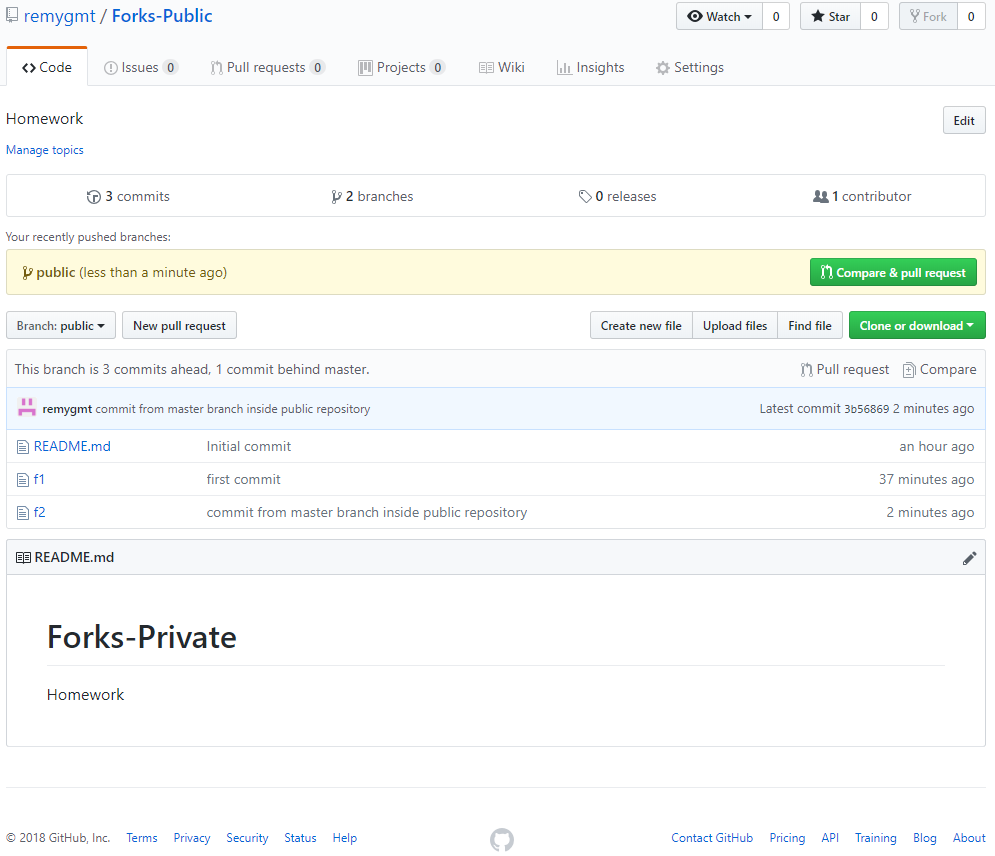 remygmt / Forks-Public Watch 0 Star 0 Fork 0
Code Issues 0 Pull requests 0 Projects 0 Wiki Insights Settings
Homework Edit
Manage topics
3 commits 2 branches 0 releases 1 contributor
Your recently pushed branches:
public (less than a minute ago) Compare & pull request
Branch: public New pull request Create new file Upload files Find file Clone or download
This branch is 3 commits ahead, 1 commit behind master. Pull request Compare
remygmt commit from master branch inside public repository Latest commit 3b56869 2 minutes ago
README.md Initial commit an hour ago
f1 first commit 37 minutes ago
f2 commit from master branch inside public repository 2 minutes ago
README.md
Forks-Private
Homework
© 2018 GitHub, Inc. Terms Privacy Security Status Help Contact GitHub Pricing API Training Blog About